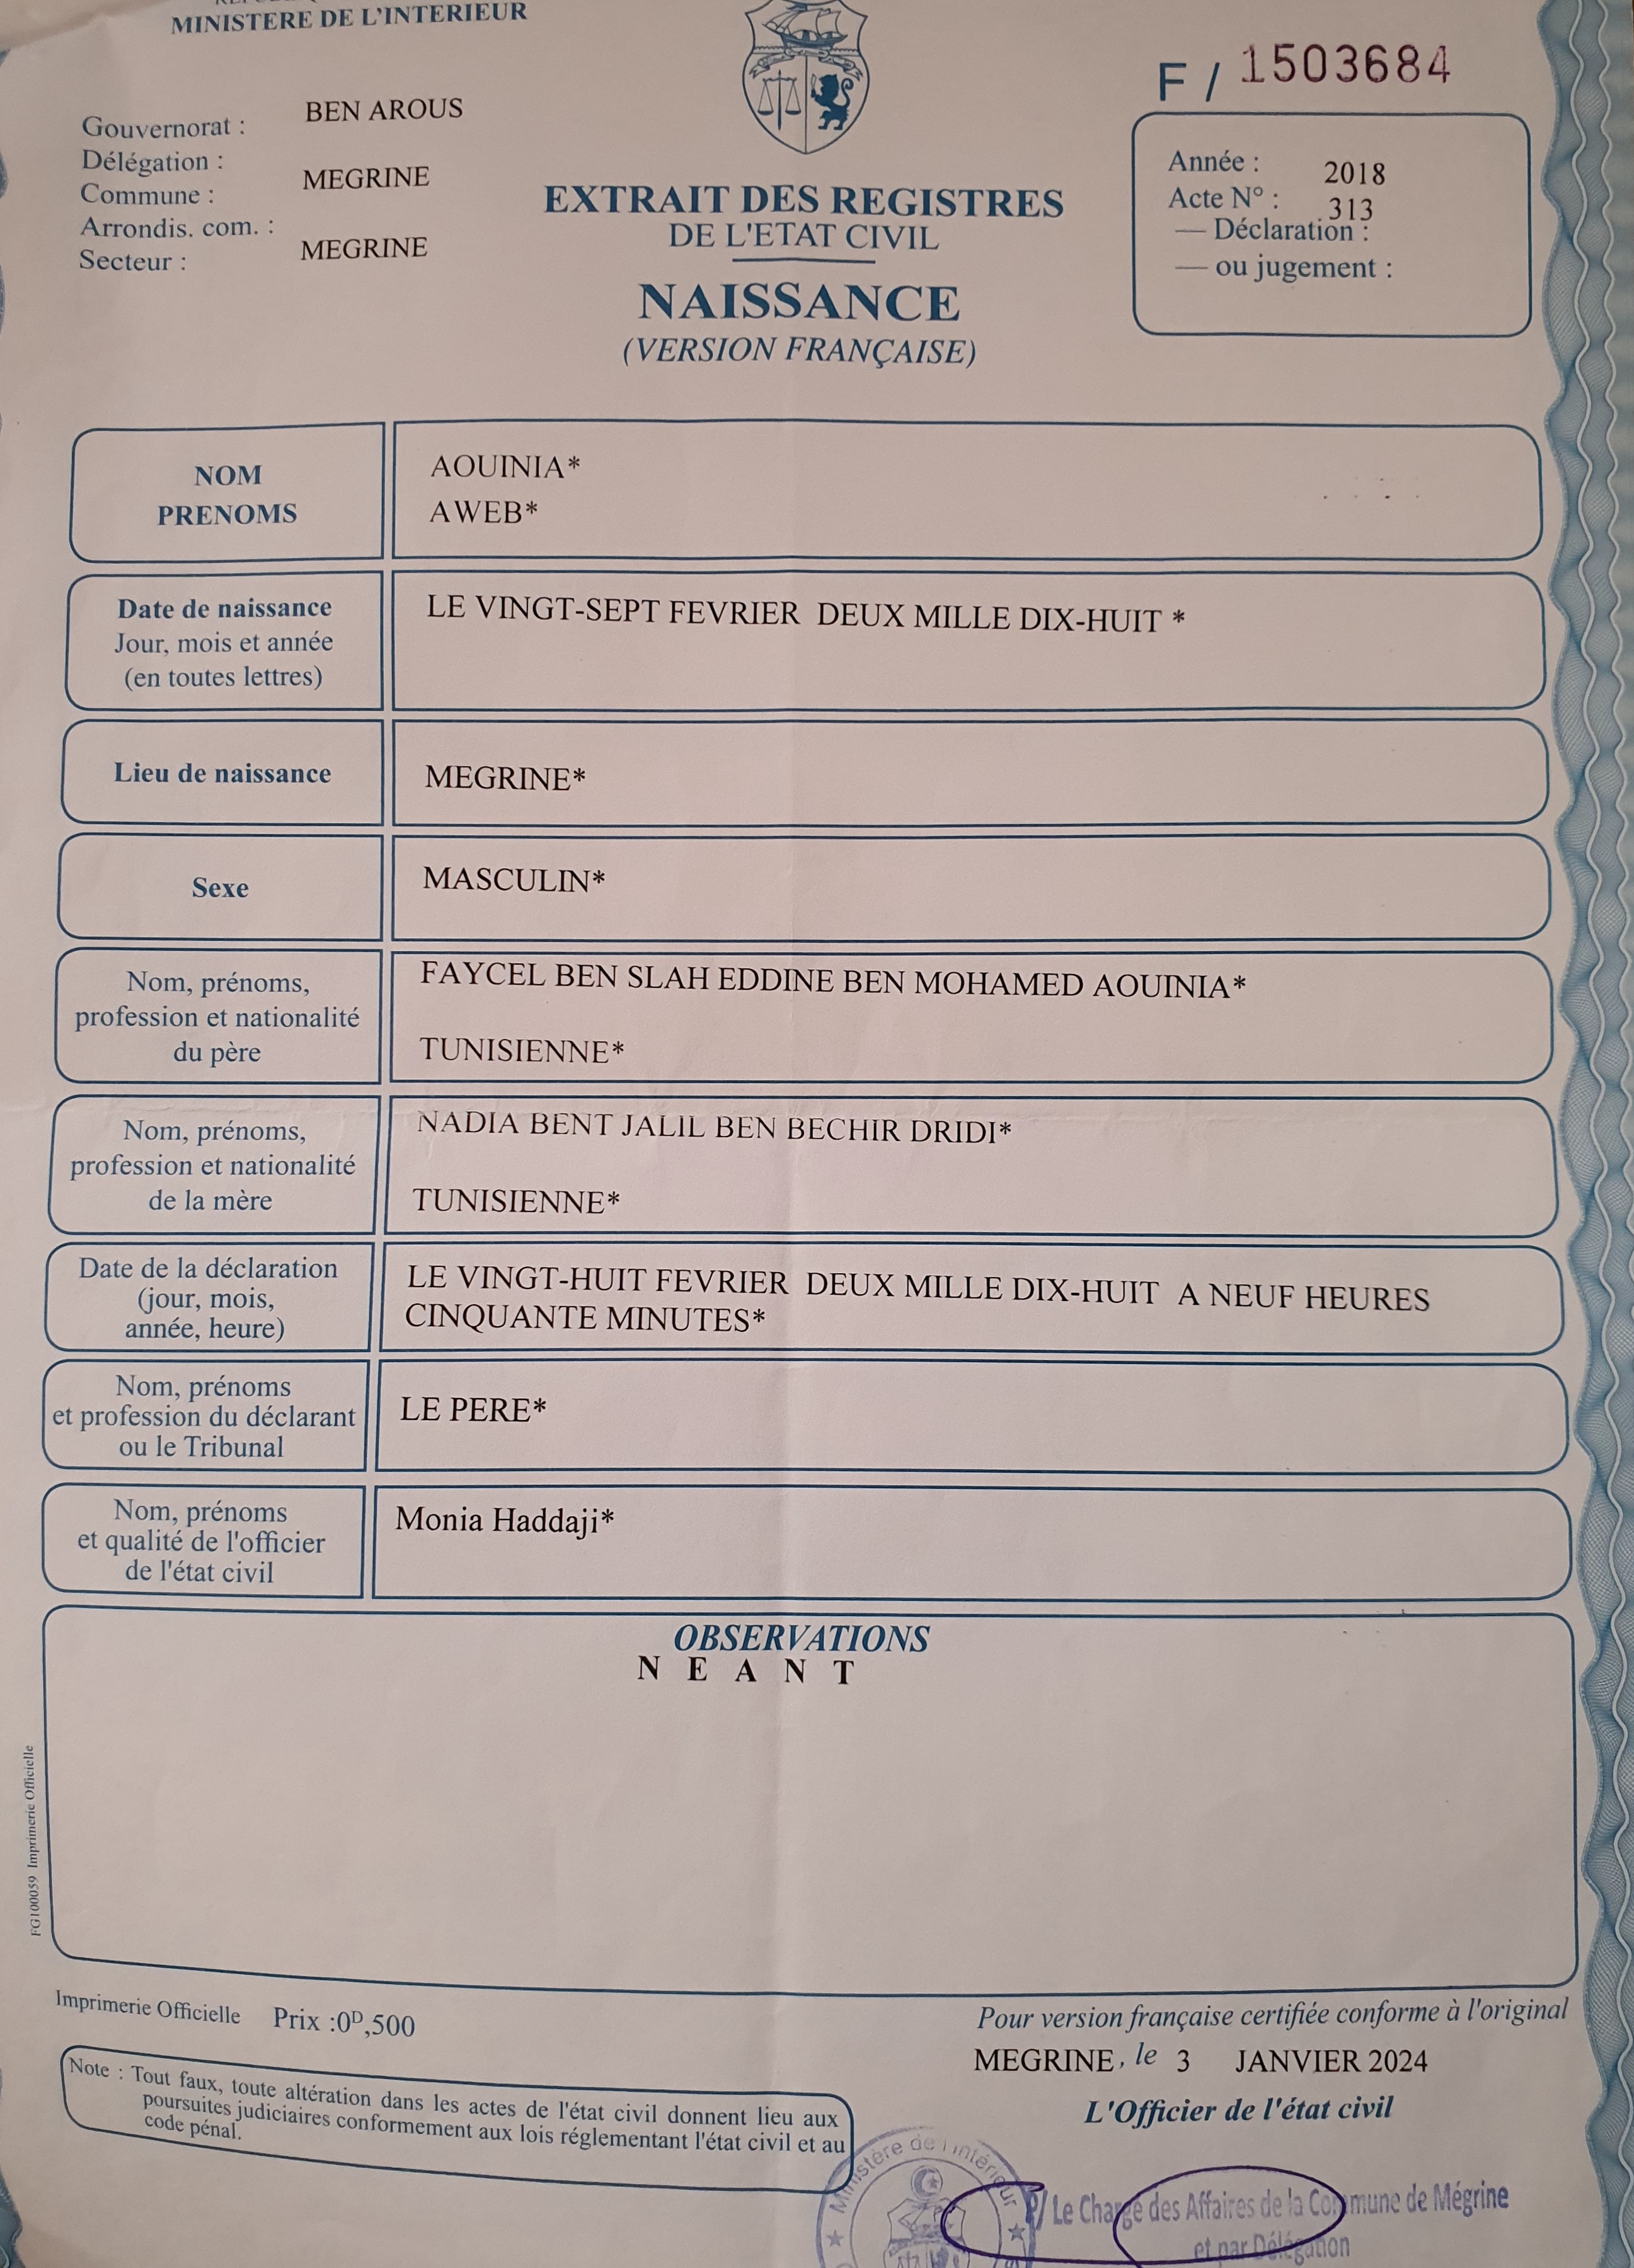 MINISTERE DE L'INTERIEUR
F / 1503684
Gouvernorat : BEN AROUS
Délégation :
Commune : MEGRINE
Arrondis. com. :
Secteur : MEGRINE
EXTRAIT DES REGISTRES
DE L'ETAT CIVIL
NAISSANCE
(VERSION FRANÇAISE)
Année : 2018
Acte N° : 313
— Déclaration :
— ou jugement :
NOM
PRENOMS
AOUINIA*
AWEB*
Date de naissance
Jour, mois et année
(en toutes lettres)
LE VINGT-SEPT FEVRIER DEUX MILLE DIX-HUIT *
Lieu de naissance
MEGRINE*
Sexe
MASCULIN*
Nom, prénoms,
profession et nationalité
du père
FAYCEL BEN SLAH EDDINE BEN MOHAMED AOUINIA*
TUNISIENNE*
Nom, prénoms,
profession et nationalité
de la mère
NADIA BENT JALIL BEN BECHIR DRIDI*
TUNISIENNE*
Date de la déclaration
(jour, mois,
année, heure)
LE VINGT-HUIT FEVRIER DEUX MILLE DIX-HUIT A NEUF HEURES
CINQUANTE MINUTES*
Nom, prénoms
et profession du déclarant
ou le Tribunal
LE PERE*
Nom, prénoms
et qualité de l'officier
de l'état civil
Monia Haddaji*
OBSERVATIONS
N E A N T
FG100059 Imprimerie Officielle
Imprimerie Officielle Prix :0D,500
Note : Tout faux, toute altération dans les actes de l'état civil donnent lieu aux
poursuites judiciaires conformement aux lois réglementant l'état civil et au
code pénal.
Pour version française certifiée conforme à l'original
MEGRINE, le 3 JANVIER 2024
L'Officier de l'état civil
Ministère de l'intérieur
P/ Le Chargé des Affaires de la Commune de Mégrine
et par Délégation